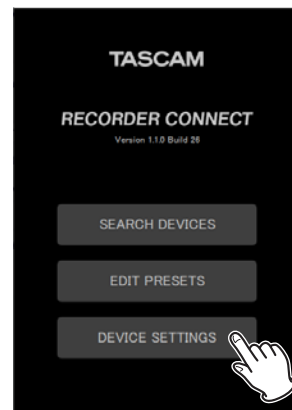 TASCAM
RECORDER CONNECT
Version 1.1.0 Build 26
SEARCH DEVICES
EDIT PRESETS
DEVICE SETTINGS